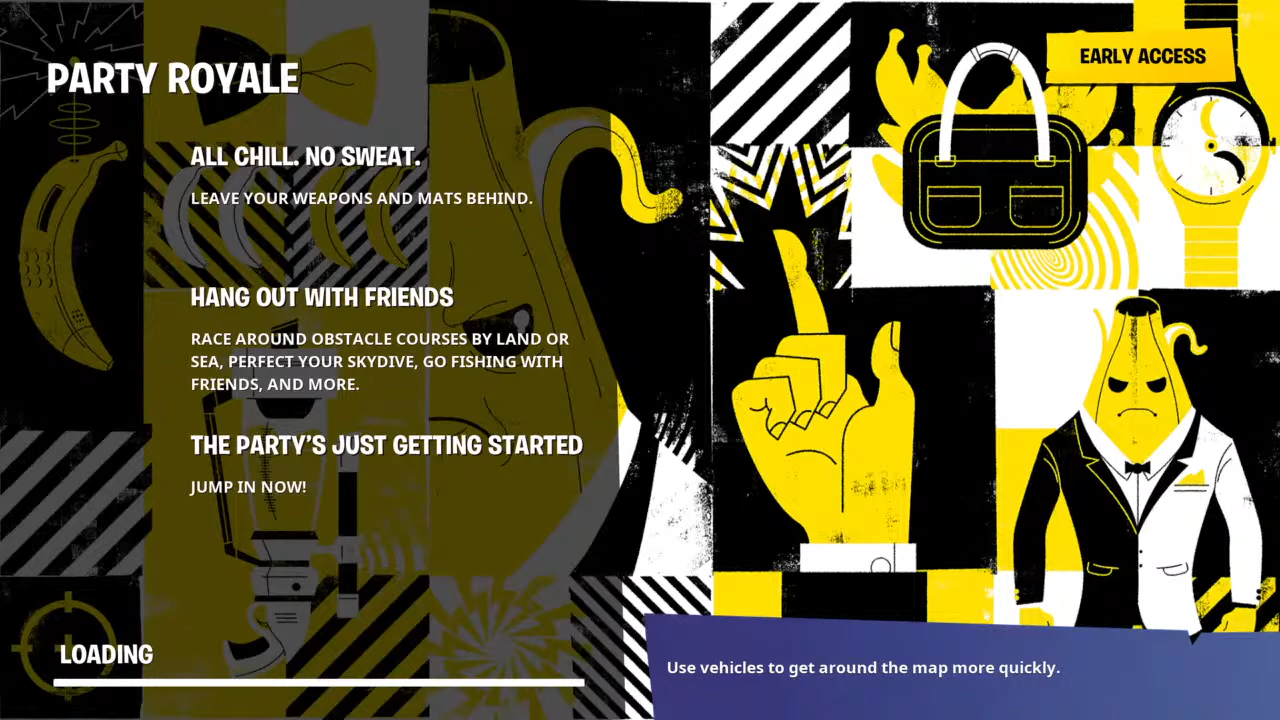 PARTY ROYALE
EARLY ACCESS
ALL CHILL. NO SWEAT.
LEAVE YOUR WEAPONS AND MATS BEHIND.
HANG OUT WITH FRIENDS
RACE AROUND OBSTACLE COURSES BY LAND OR
SEA, PERFECT YOUR SKYDIVE, GO FISHING WITH
FRIENDS, AND MORE.
THE PARTY'S JUST GETTING STARTED
JUMP IN NOW!
LOADING
Use vehicles to get around the map more quickly.